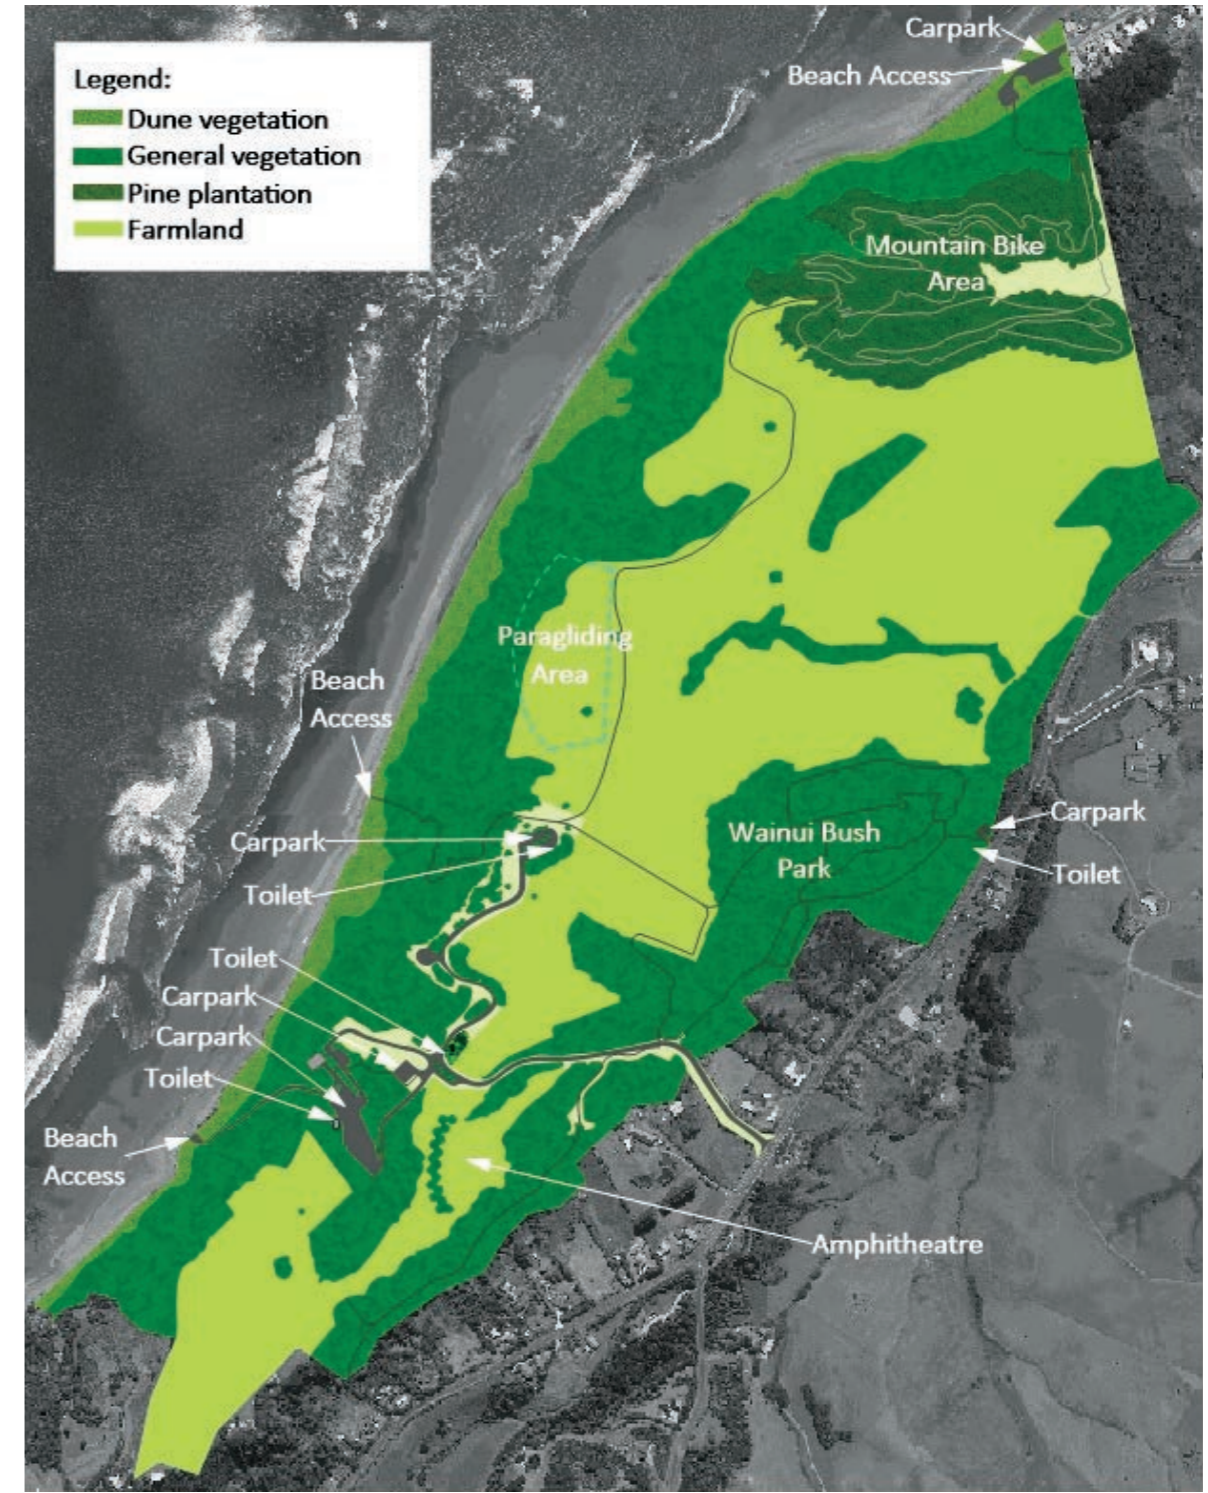 Carpark
Beach Access
Legend:
Dune vegetation
General vegetation
Pine plantation
Farmland
Mountain Bike
Area
Paragliding
Area
Beach
Access
Carpark
Toilet
Wainui Bush
Park
Carpark
Toilet
Toilet
Carpark
Carpark
Toilet
Beach
Access
Amphitheatre